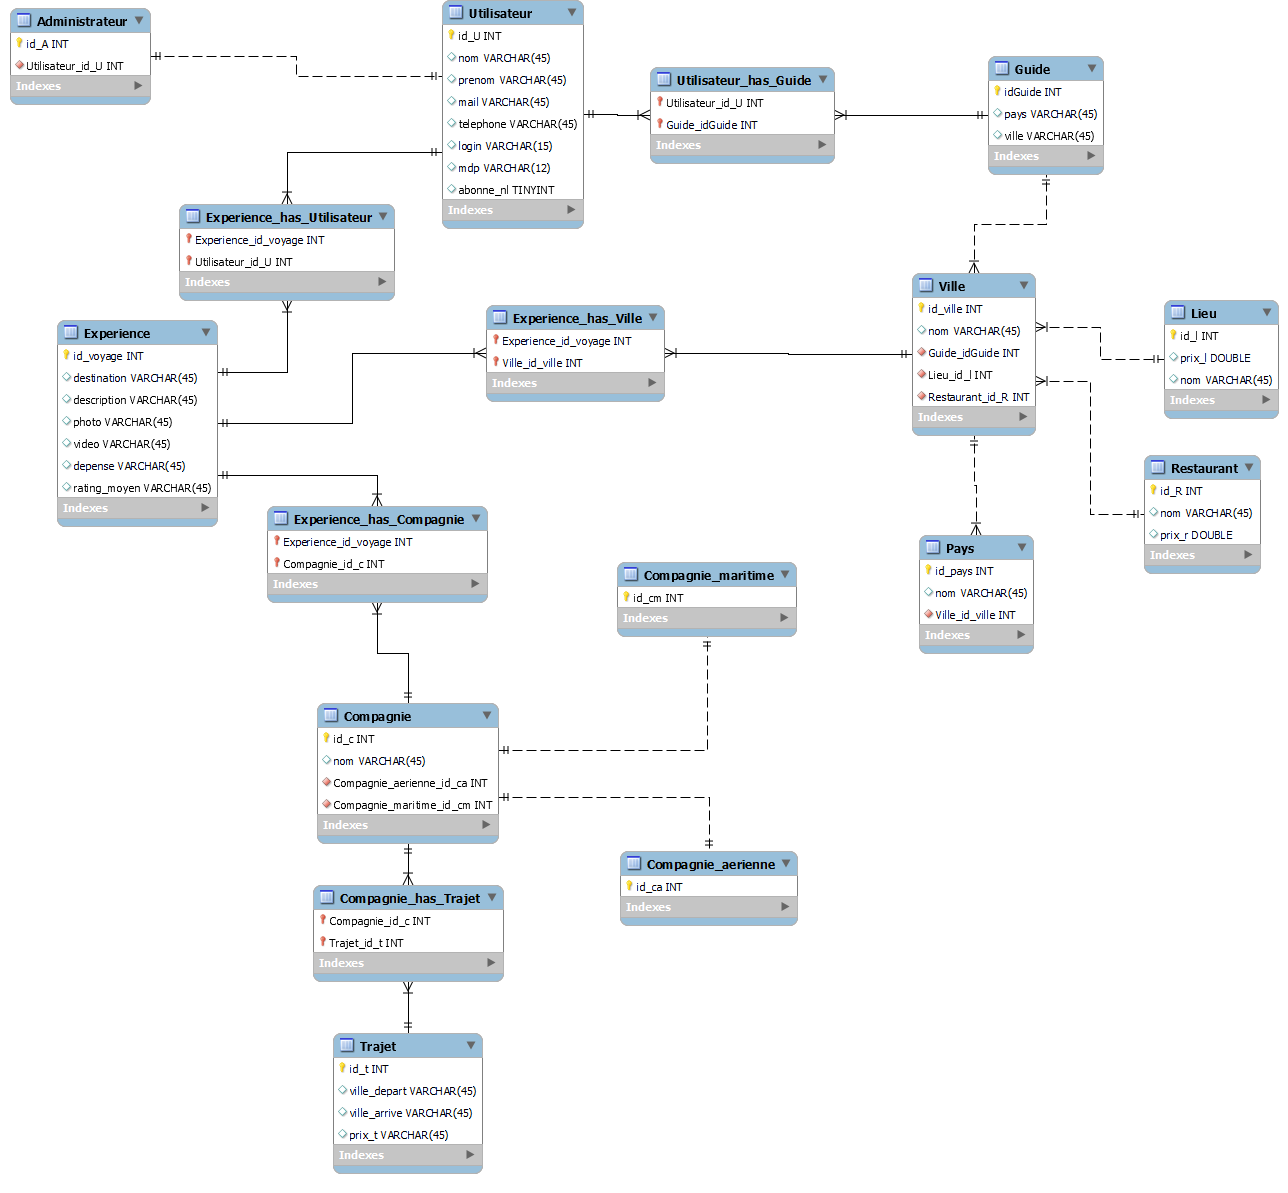 Administrateur
id_A INT
Utilisateur_id_U INT
Indexes
Utilisateur
id_U INT
nom VARCHAR(45)
prenom VARCHAR(45)
mail VARCHAR(45)
telephone VARCHAR(45)
login VARCHAR(15)
mdp VARCHAR(12)
abonne_nl TINYINT
Indexes
Utilisateur_has_Guide
Utilisateur_id_U INT
Guide_idGuide INT
Indexes
Guide
idGuide INT
pays VARCHAR(45)
ville VARCHAR(45)
Indexes
Experience_has_Utilisateur
Experience_id_voyage INT
Utilisateur_id_U INT
Indexes
Experience
id_voyage INT
destination VARCHAR(45)
description VARCHAR(45)
photo VARCHAR(45)
video VARCHAR(45)
depense VARCHAR(45)
rating_moyen VARCHAR(45)
Indexes
Experience_has_Ville
Experience_id_voyage INT
Ville_id_ville INT
Indexes
Ville
id_ville INT
nom VARCHAR(45)
Guide_idGuide INT
Lieu_id_l INT
Restaurant_id_R INT
Indexes
Lieu
id_l INT
prix_l DOUBLE
nom VARCHAR(45)
Indexes
Restaurant
id_R INT
nom VARCHAR(45)
prix_r DOUBLE
Indexes
Experience_has_Compagnie
Experience_id_voyage INT
Compagnie_id_c INT
Indexes
Compagnie_maritime
id_cm INT
Indexes
Pays
id_pays INT
nom VARCHAR(45)
Ville_id_ville INT
Indexes
Compagnie
id_c INT
nom VARCHAR(45)
Compagnie_aerienne_id_ca INT
Compagnie_maritime_id_cm INT
Indexes
Compagnie_aerienne
id_ca INT
Indexes
Compagnie_has_Trajet
Compagnie_id_c INT
Trajet_id_t INT
Indexes
Trajet
id_t INT
ville_depart VARCHAR(45)
ville_arrive VARCHAR(45)
prix_t VARCHAR(45)
Indexes